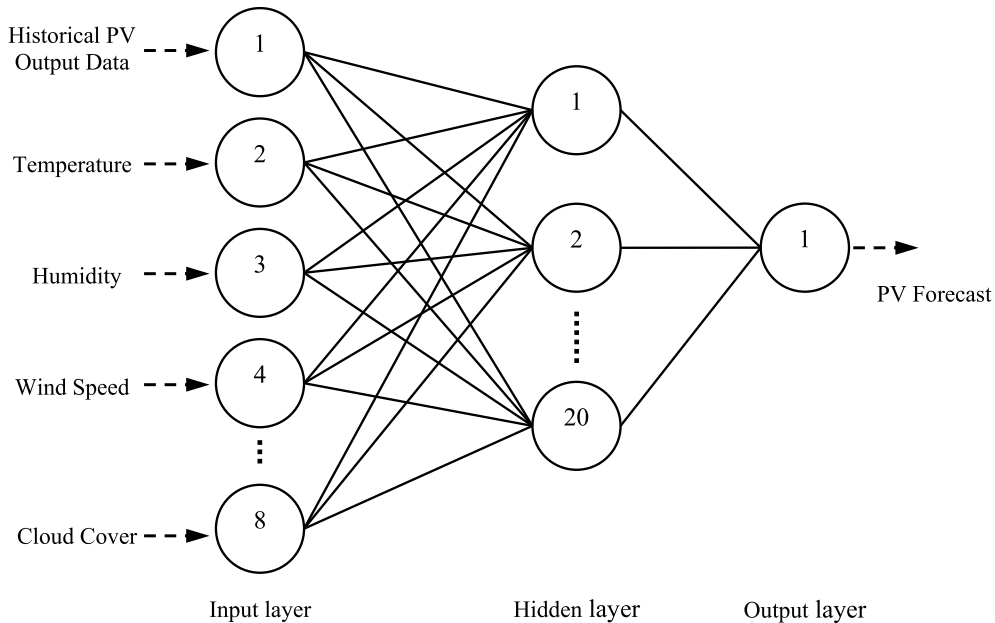 Historical PV
Output Data
1
Temperature
2
Humidity
3
Wind Speed
4
Cloud Cover
8
1
2
20
1
PV Forecast
Input layer
Hidden layer
Output layer